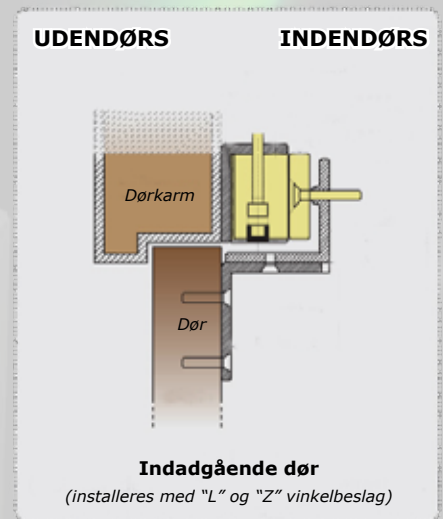 UDENDØRS INDENDØRS
Dørkarm
Dør
Indadgående dør
(installeres med “L” og “Z” vinkelbeslag)